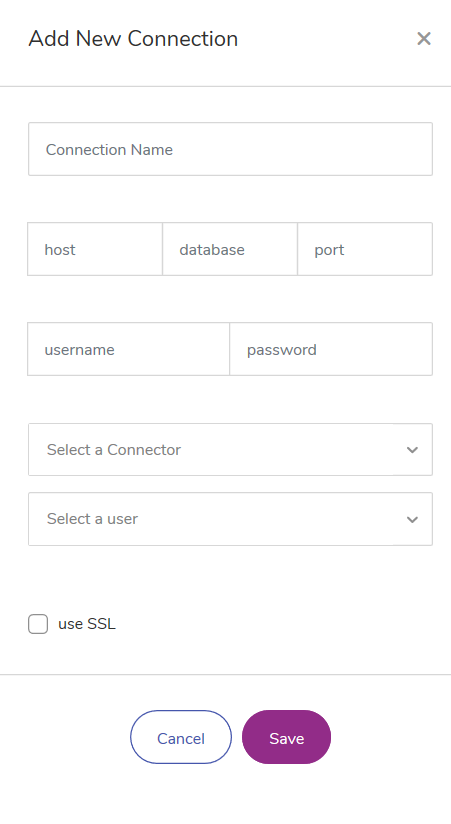 Add New Connection
Connection Name
host database port
username password
Select a Connector
Select a user
use SSL
Cancel Save